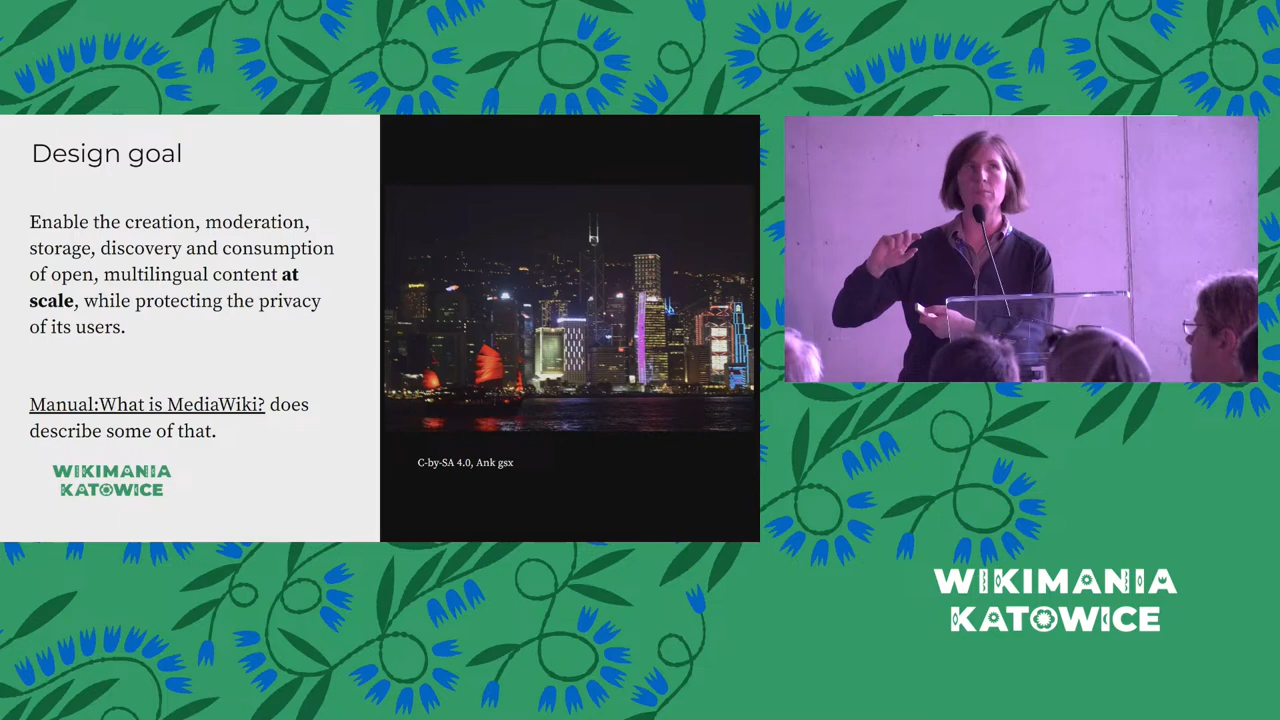 Design goal
Enable the creation, moderation,
storage, discovery and consumption
of open, multilingual content at
scale, while protecting the privacy
of its users.
Manual:What is MediaWiki? does
describe some of that.
WIKIMANIA
KATOWICE
C-by-SA 4.0, Ank gsx
WIKIMANIA
KATOWICE